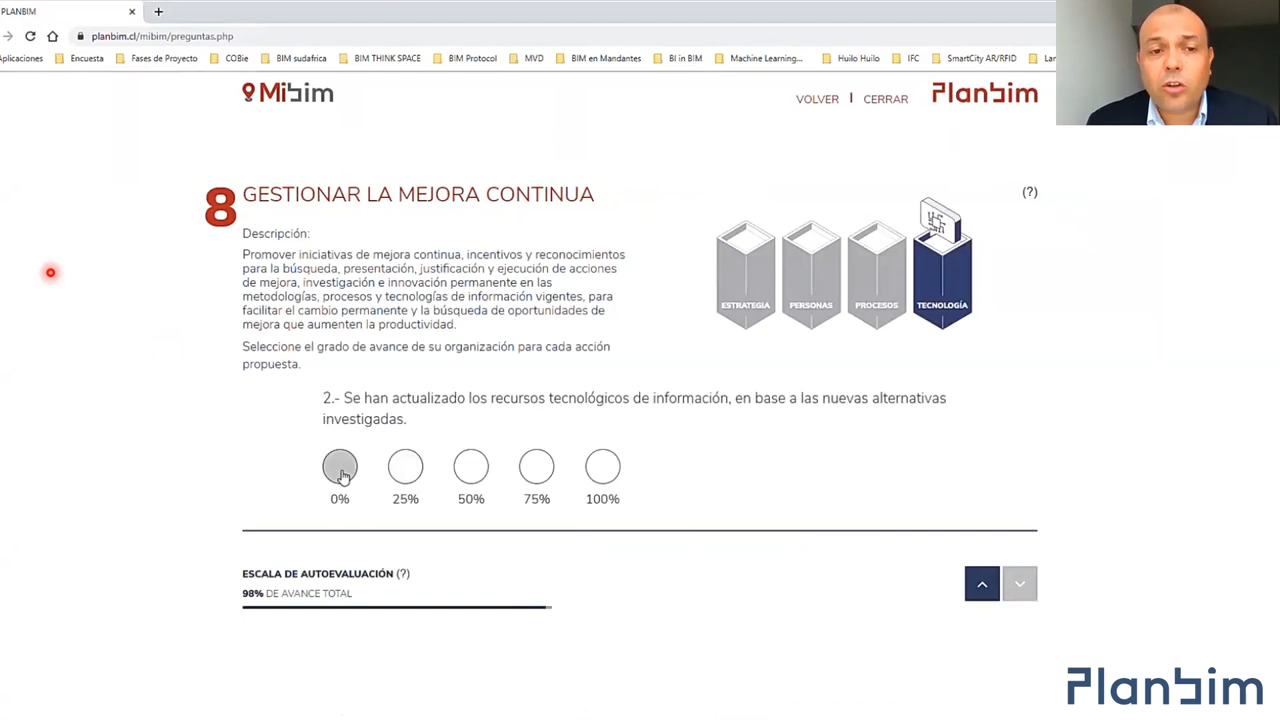 PLANBIM
planbim.cl/mibim/preguntas.php
Aplicaciones Encuesta Fases de Proyecto COBie BIM sudafrica BIM THINK SPACE BIM Protocol MVD BIM en Mandantes BI in BIM Machine Learning... Huilo Huilo IFC SmartCity AR/RFID Lar
Mibim
VOLVER | CERRAR
Planbim
8 GESTIONAR LA MEJORA CONTINUA
(?)
Descripción:
Promover iniciativas de mejora continua, incentivos y reconocimientos
para la búsqueda, presentación, justificación y ejecución de acciones
de mejora, investigación e innovación permanente en las
metodologías, procesos y tecnologías de información vigentes, para
facilitar el cambio permanente y la búsqueda de oportunidades de
mejora que aumenten la productividad.
Seleccione el grado de avance de su organización para cada acción
propuesta.
ESTRATEGIA PERSONAS PROCESOS TECNOLOGÍA
2.- Se han actualizado los recursos tecnológicos de información, en base a las nuevas alternativas
investigadas.
0% 25% 50% 75% 100%
ESCALA DE AUTOEVALUACIÓN (?)
98% DE AVANCE TOTAL
Planbim